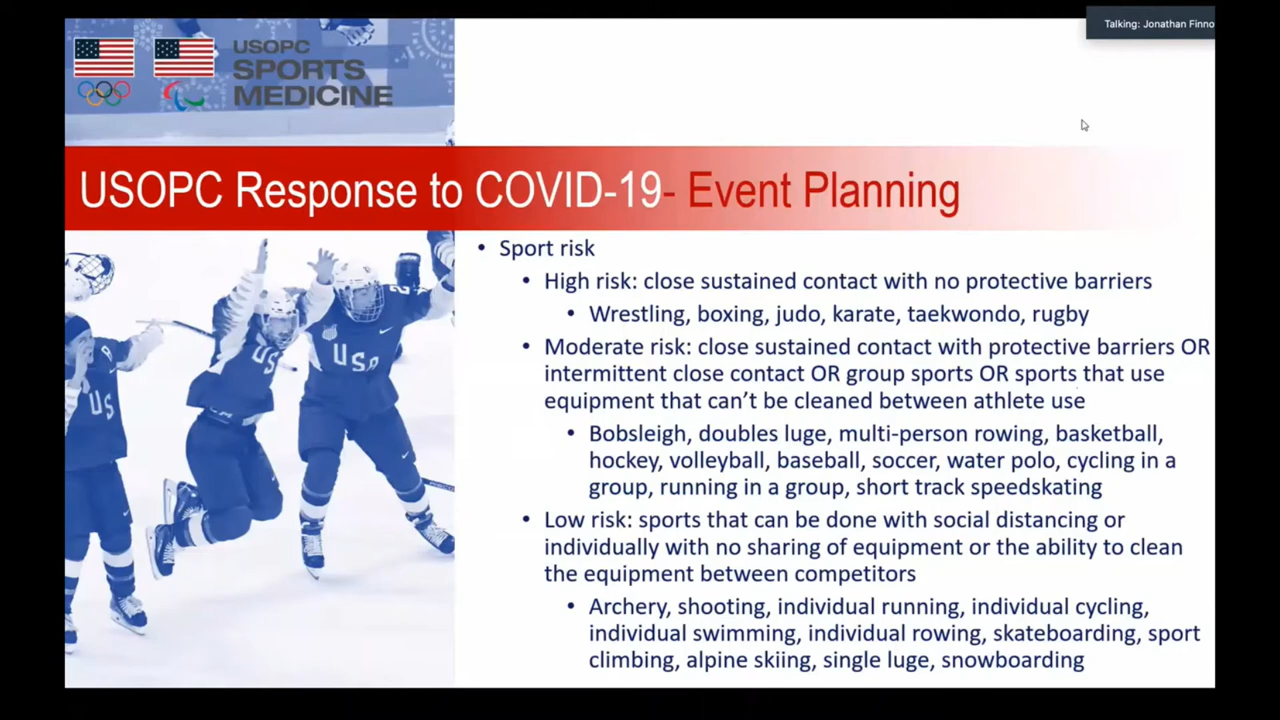 Talking: Jonathan Finno
USOPC
SPORTS
MEDICINE
USOPC Response to COVID-19- Event Planning
• Sport risk
• High risk: close sustained contact with no protective barriers
• Wrestling, boxing, judo, karate, taekwondo, rugby
• Moderate risk: close sustained contact with protective barriers OR
intermittent close contact OR group sports OR sports that use
equipment that can't be cleaned between athlete use
• Bobsleigh, doubles luge, multi-person rowing, basketball,
hockey, volleyball, baseball, soccer, water polo, cycling in a
group, running in a group, short track speedskating
• Low risk: sports that can be done with social distancing or
individually with no sharing of equipment or the ability to clean
the equipment between competitors
• Archery, shooting, individual running, individual cycling,
individual swimming, individual rowing, skateboarding, sport
climbing, alpine skiing, single luge, snowboarding
US
USA
US